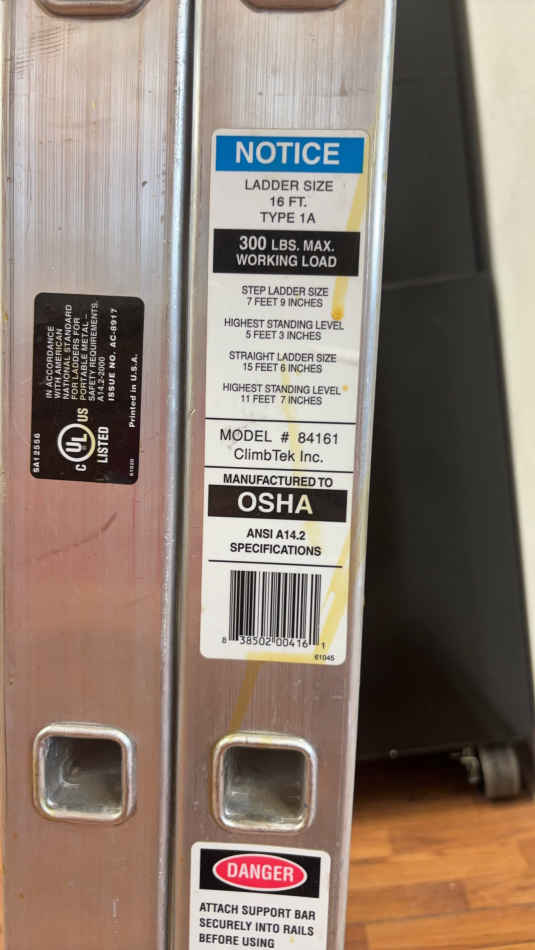 NOTICE
LADDER SIZE
16 FT.
TYPE 1A
300 LBS. MAX.
WORKING LOAD
STEP LADDER SIZE
7 FEET 9 INCHES
HIGHEST STANDING LEVEL
5 FEET 3 INCHES
STRAIGHT LADDER SIZE
15 FEET 6 INCHES
HIGHEST STANDING LEVEL
11 FEET 7 INCHES
MODEL # 84161
ClimbTek Inc.
MANUFACTURED TO
OSHA
ANSI A14.2
SPECIFICATIONS
8 38502 00416 1
61045
DANGER
ATTACH SUPPORT BAR
SECURELY INTO RAILS
BEFORE USING
SA12556
C UL US
LISTED
IN ACCORDANCE
WITH AMERICAN
NATIONAL STANDARD
FOR LADDERS FOR
PORTABLE METAL –
SAFETY REQUIREMENTS.
A14.2-2000
ISSUE NO. AC-8917
Printed in U.S.A.